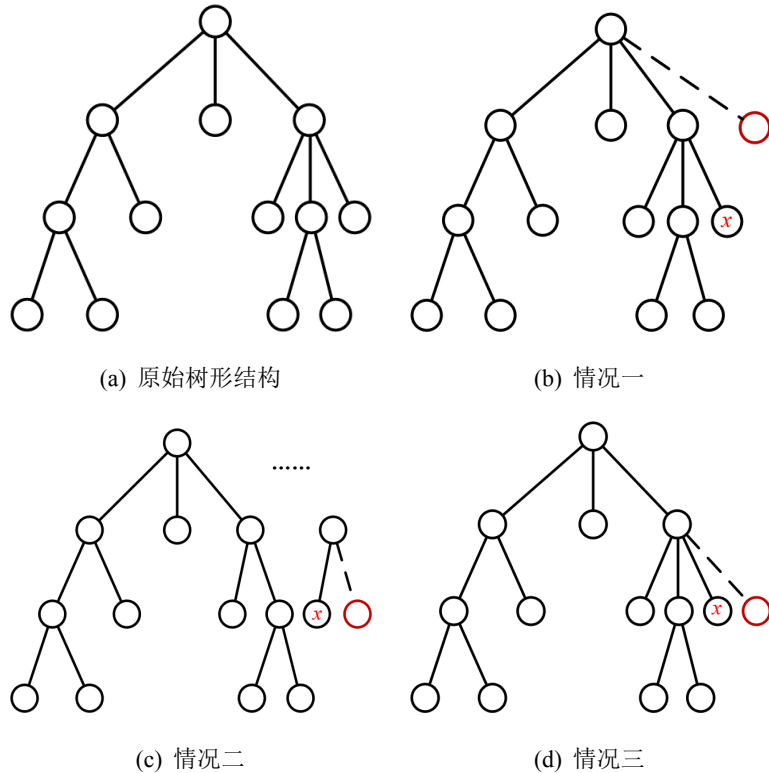 x
(a) 原始树形结构
(b) 情况一
......
x
x
(c) 情况二
(d) 情况三